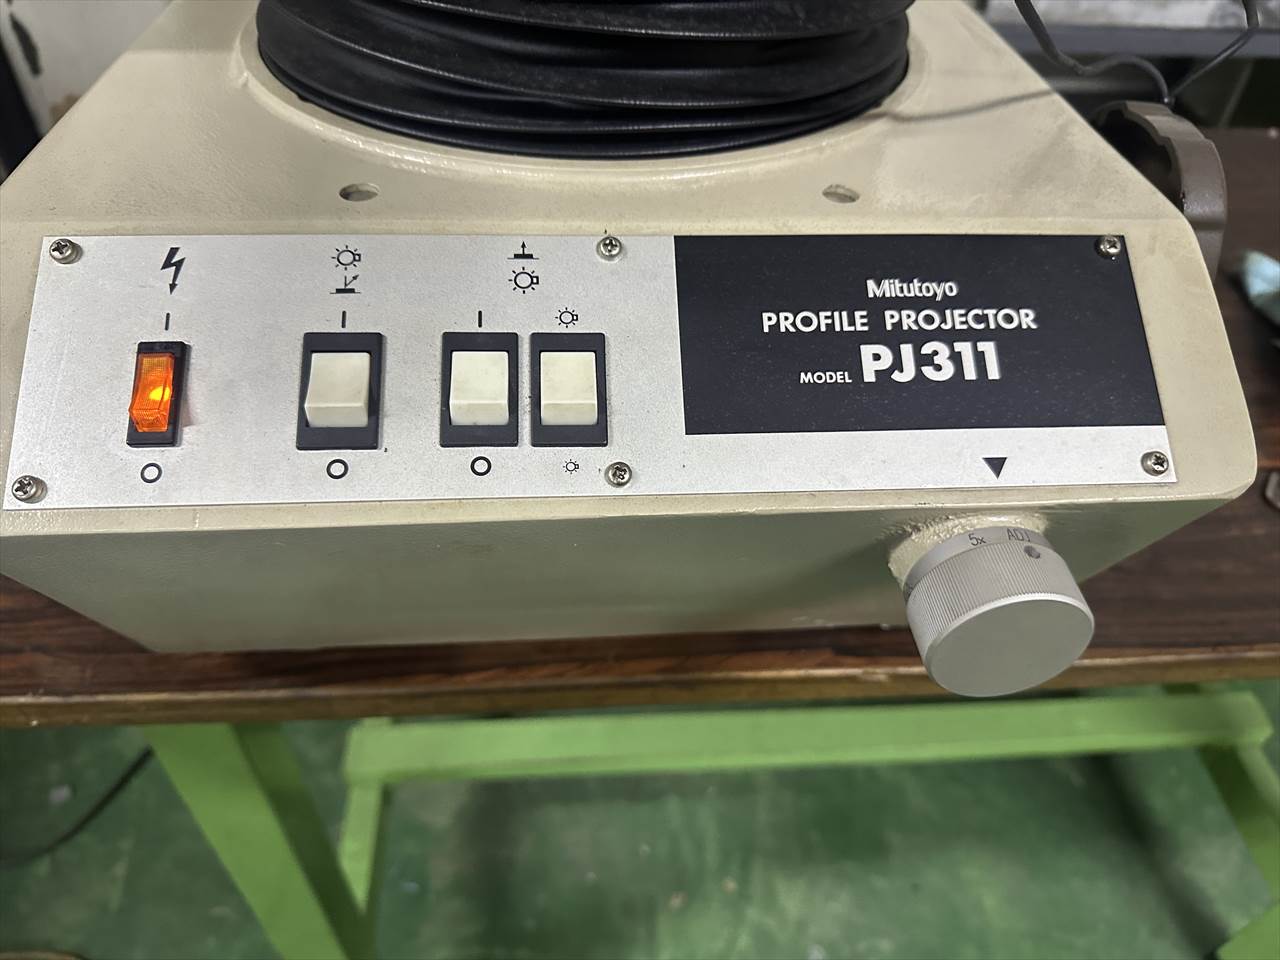 Mitutoyo
PROFILE PROJECTOR
MODEL PJ311
5x ADJ